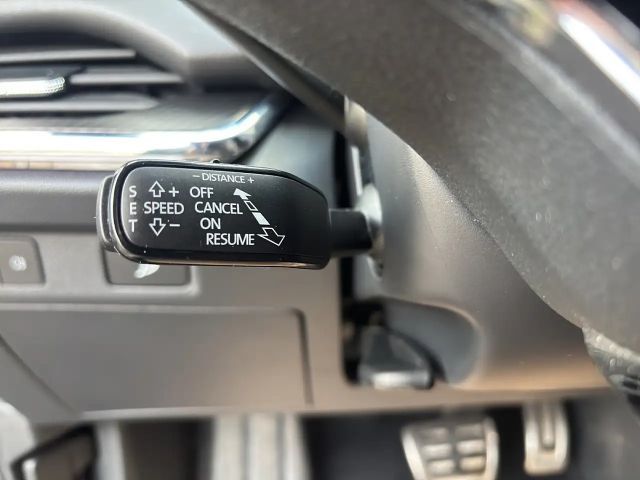 - DISTANCE +
S + OFF
E SPEED CANCEL
T - ON
RESUME